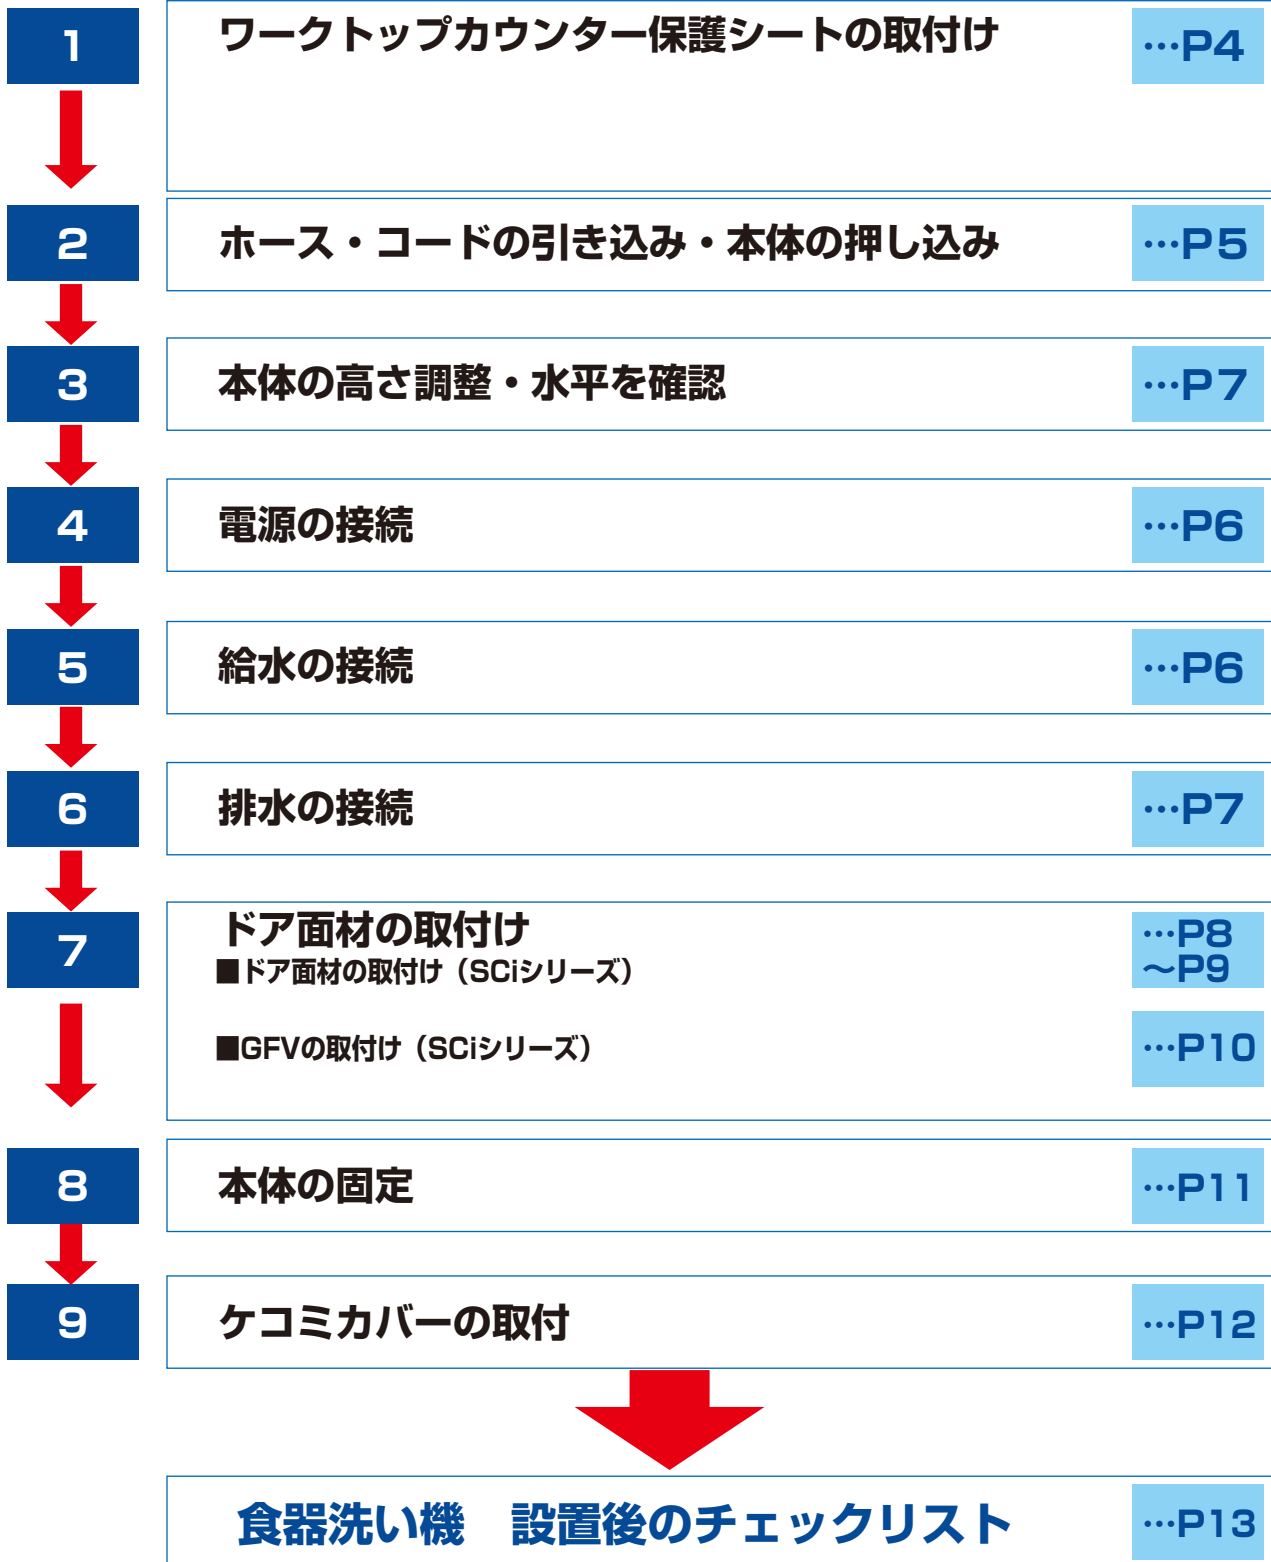 1 ワークトップカウンター保護シートの取付け …P4
2 ホース・コードの引き込み・本体の押し込み …P5
3 本体の高さ調整・水平を確認 …P7
4 電源の接続 …P6
5 給水の接続 …P6
6 排水の接続 …P7
7 ドア面材の取付け …P8
■ドア面材の取付け（SCiシリーズ） ～P9
■GFVの取付け（SCiシリーズ） …P10
8 本体の固定 …P11
9 ケコミカバーの取付 …P12
食器洗い機　設置後のチェックリスト …P13